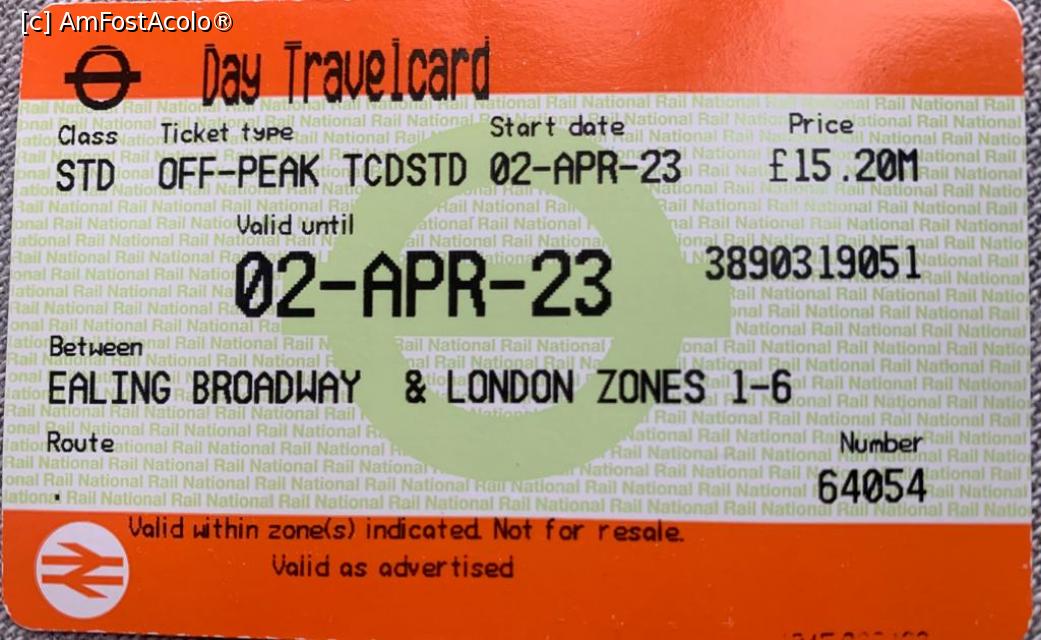 [c] AmFostAcolo®
Day Travelcard
Class Ticket type Start date Price
STD OFF-PEAK TCDSTD 02-APR-23 £15.20M
Valid until
02-APR-23 3890319051
Between
EALING BROADWAY & LONDON ZONES 1-6
Route Number
. 64054
Valid within zone(s) indicated. Not for resale.
Valid as advertised